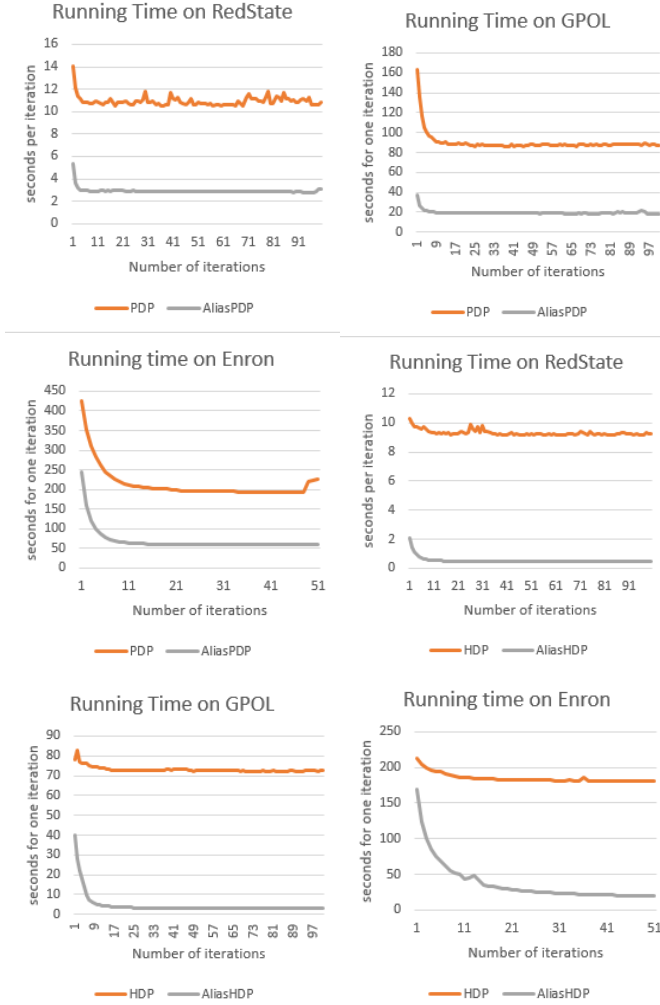 Running Time on RedState
seconds per iteration
16
14
12
10
8
6
4
2
0
1 11 21 31 41 51 61 71 81 91
Number of iterations
PDP AliasPDP
Running Time on GPOL
seconds for one iteration
180
160
140
120
100
80
60
40
20
0
1 9 17 25 33 41 49 57 65 73 81 89 97
Number of iterations
PDP AliasPDP
Running time on Enron
seconds for one iteration
450
400
350
300
250
200
150
100
50
0
1 11 21 31 41 51
Number of iterations
PDP AliasPDP
Running Time on RedState
seconds per iteration
12
10
8
6
4
2
0
1 11 21 31 41 51 61 71 81 91
Number of iterations
HDP AliasHDP
Running Time on GPOL
seconds for one iteration
90
80
70
60
50
40
30
20
10
0
1 9 17 25 33 41 49 57 65 73 81 89 97
Number of iterations
HDP AliasHDP
Running time on Enron
seconds for one iteration
250
200
150
100
50
0
1 11 21 31 41 51
Number of iterations
HDP AliasHDP